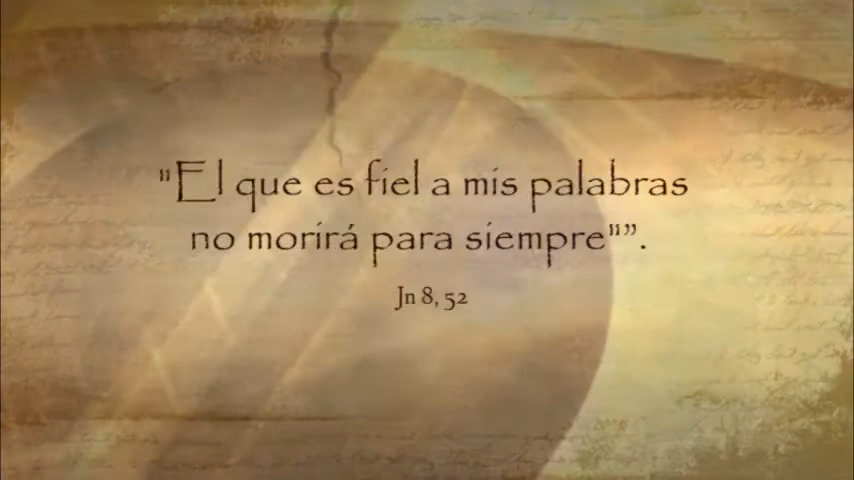 "El que es fiel a mis palabras
no morirá para siempre"”.
Jn 8, 52